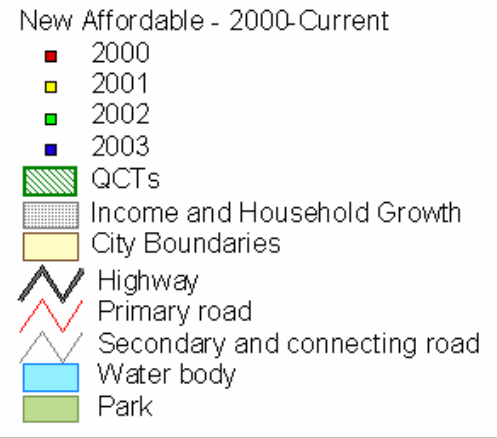 New Affordable - 2000-Current
2000
2001
2002
2003
QCTs
Income and Household Growth
City Boundaries
Highway
Primary road
Secondary and connecting road
Water body
Park